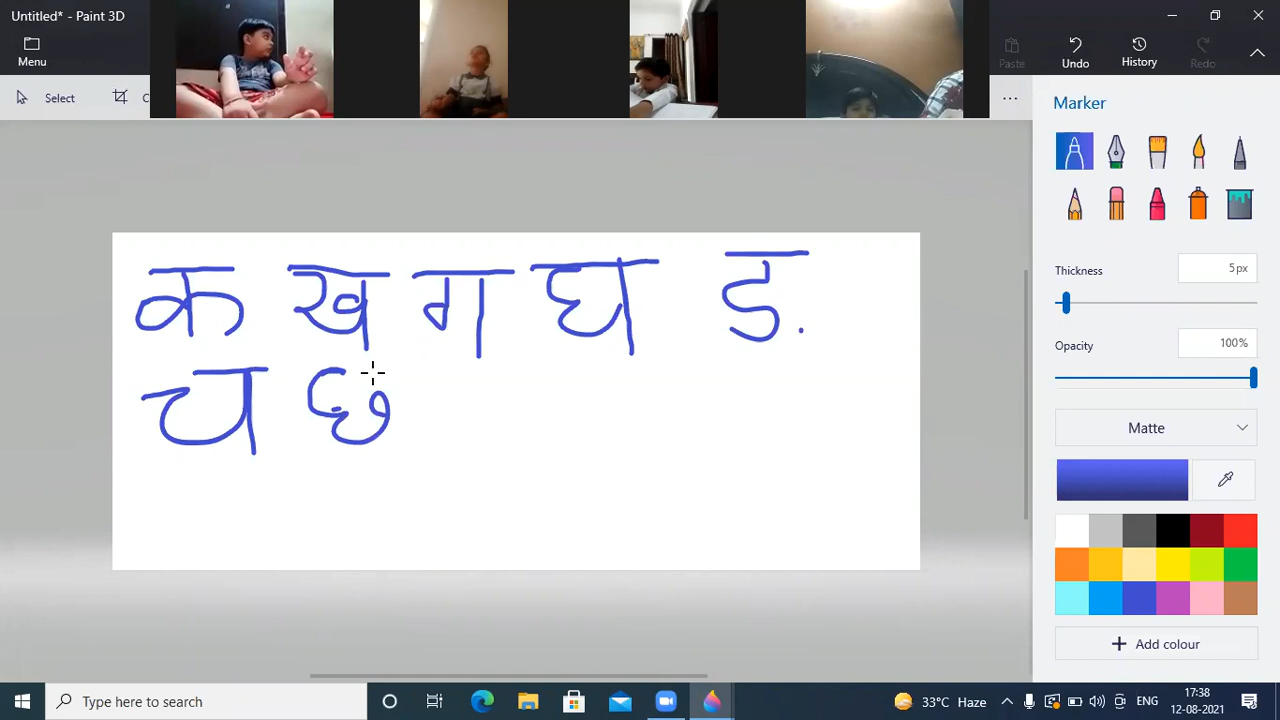 Untitled* - Paint 3D
Menu
Paste
Undo
History
Redo
Select
Marker
Thickness
5px
Opacity
100%
Matte
Add colour
क ख ग घ ङ
च छ
Type here to search
33°C Haze
ENG
17:38
12-08-2021